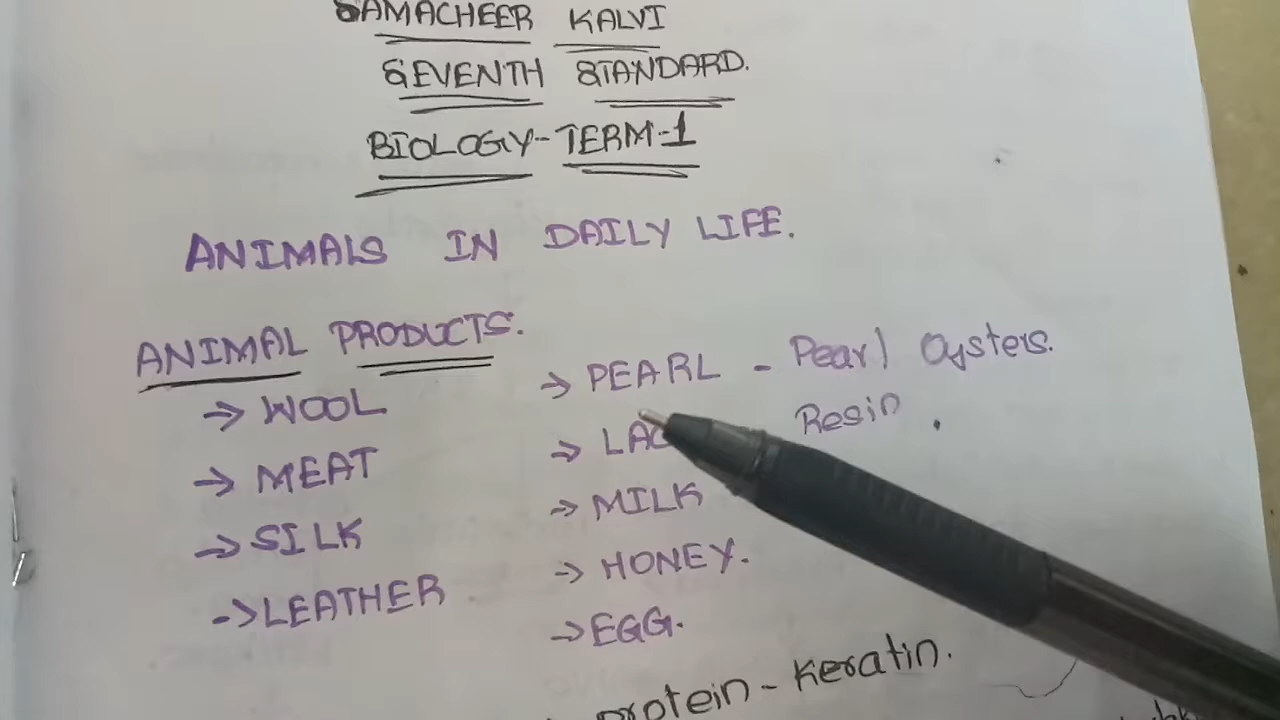 SAMACHEER KALVI
SEVENTH STANDARD.
BIOLOGY-TERM-1
ANIMALS IN DAILY LIFE.
ANIMAL PRODUCTS.
→ WOOL
→ MEAT
→ SILK
→ LEATHER
→ PEARL - Pearl Oysters.
→ LAC Resin
→ MILK
→ HONEY.
→ EGG.
protein - keratin.